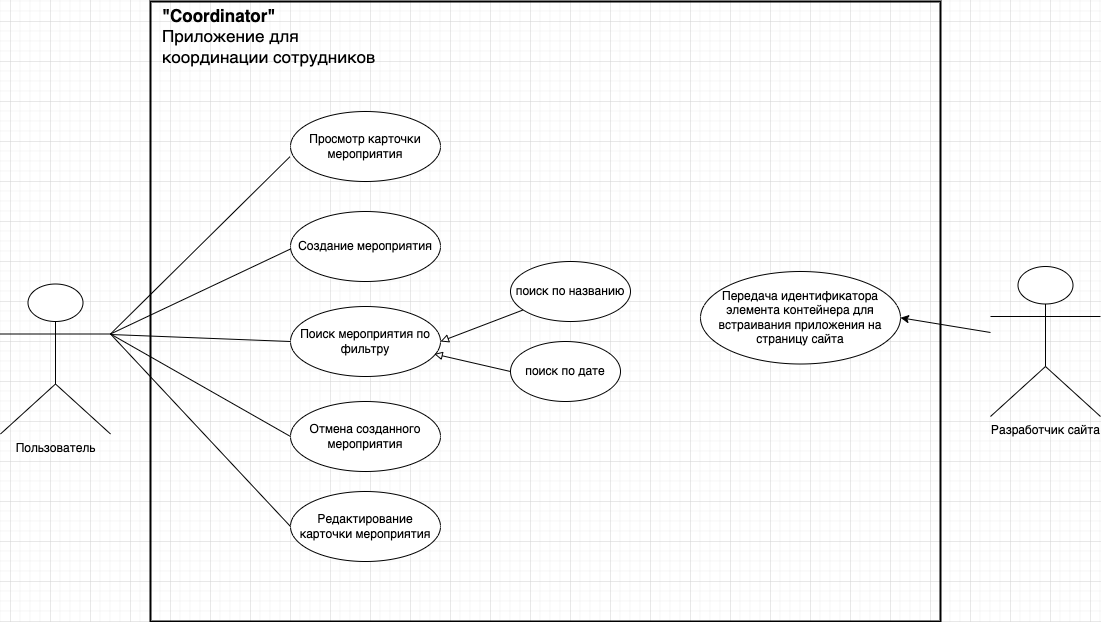 "Coordinator"
Приложение для
координации сотрудников
Просмотр карточки
мероприятия
Создание мероприятия
Поиск мероприятия по
фильтру
поиск по названию
поиск по дате
Отмена созданного
мероприятия
Редактирование
карточки мероприятия
Пользователь
Передача идентификатора
элемента контейнера для
встраивания приложения на
страницу сайта
Разработчик сайта